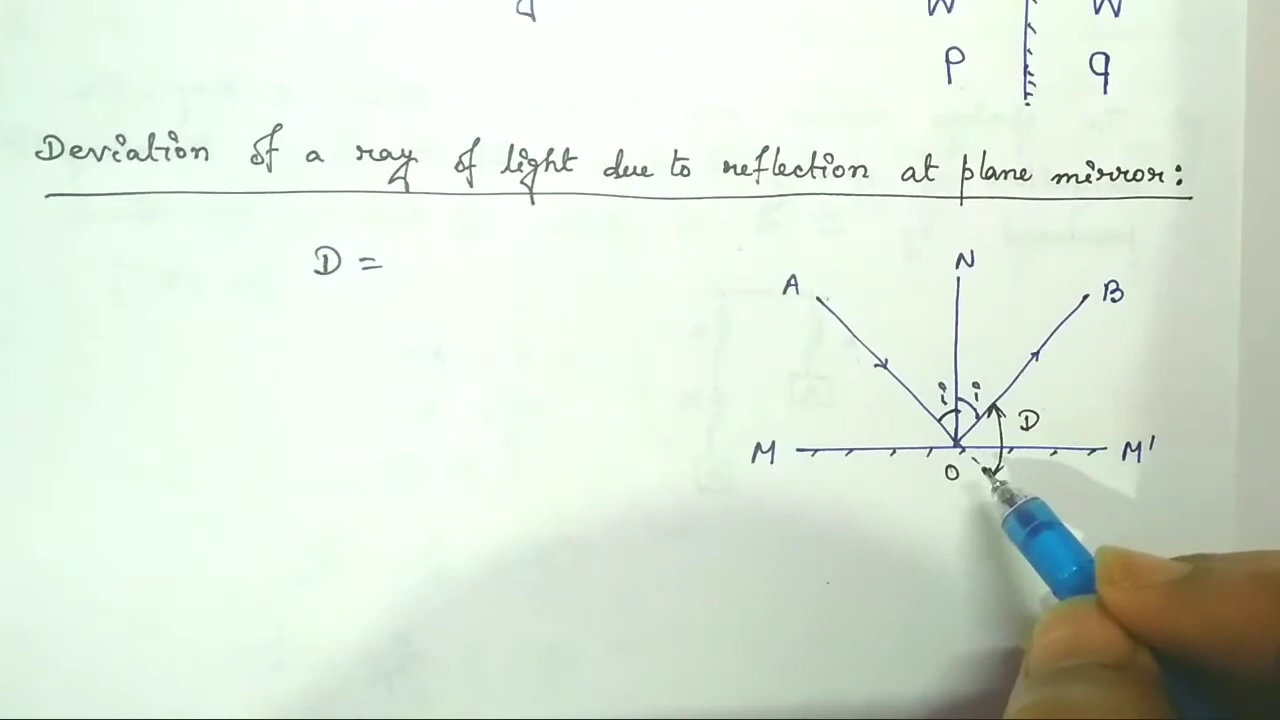 W W
P q
Deviation of a ray of light due to reflection at plane mirror:
D =
N
A B
i i
D
M M'
O